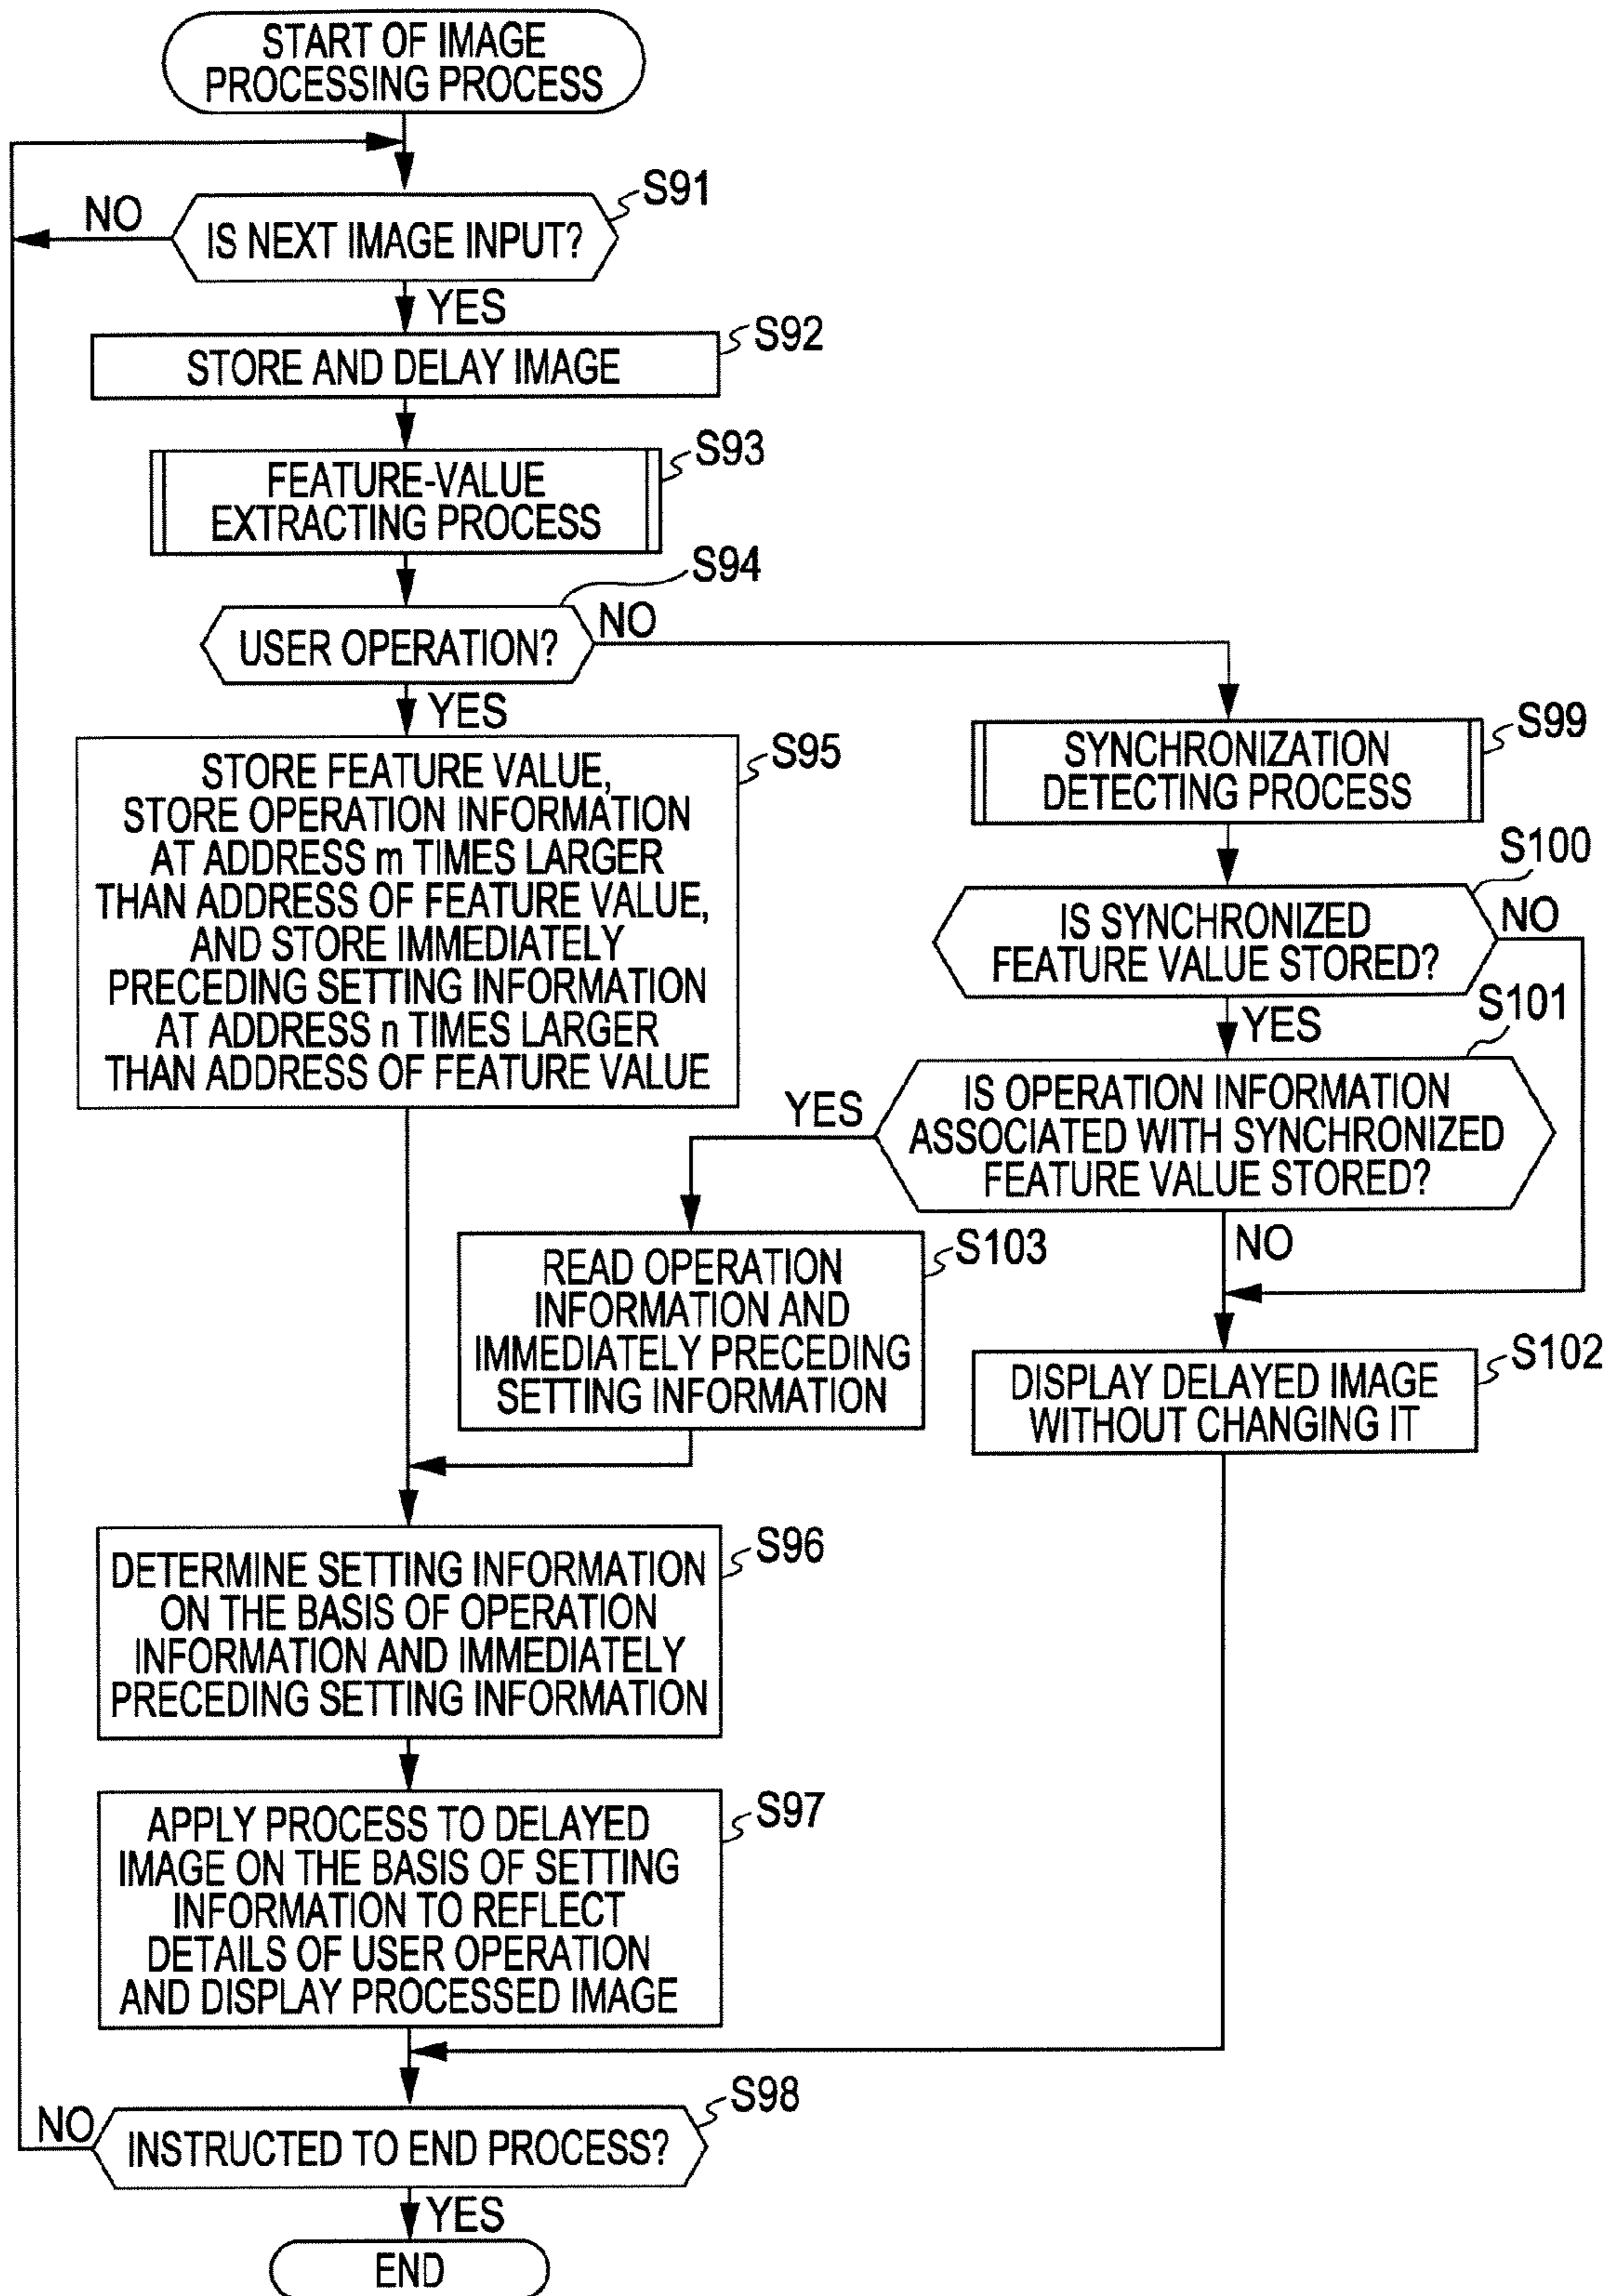 START OF IMAGE
PROCESSING PROCESS
S91
NO
IS NEXT IMAGE INPUT?
YES
S92
STORE AND DELAY IMAGE
S93
FEATURE-VALUE
EXTRACTING PROCESS
S94
USER OPERATION?
NO
YES
S95
STORE FEATURE VALUE,
STORE OPERATION INFORMATION
AT ADDRESS m TIMES LARGER
THAN ADDRESS OF FEATURE VALUE,
AND STORE IMMEDIATELY
PRECEDING SETTING INFORMATION
AT ADDRESS n TIMES LARGER
THAN ADDRESS OF FEATURE VALUE
S99
SYNCHRONIZATION
DETECTING PROCESS
S100
IS SYNCHRONIZED
FEATURE VALUE STORED?
NO
YES
S101
IS OPERATION INFORMATION
ASSOCIATED WITH SYNCHRONIZED
FEATURE VALUE STORED?
YES
NO
S103
READ OPERATION
INFORMATION AND
IMMEDIATELY PRECEDING
SETTING INFORMATION
S102
DISPLAY DELAYED IMAGE
WITHOUT CHANGING IT
S96
DETERMINE SETTING INFORMATION
ON THE BASIS OF OPERATION
INFORMATION AND IMMEDIATELY
PRECEDING SETTING INFORMATION
S97
APPLY PROCESS TO DELAYED
IMAGE ON THE BASIS OF SETTING
INFORMATION TO REFLECT
DETAILS OF USER OPERATION
AND DISPLAY PROCESSED IMAGE
S98
NO
INSTRUCTED TO END PROCESS?
YES
END